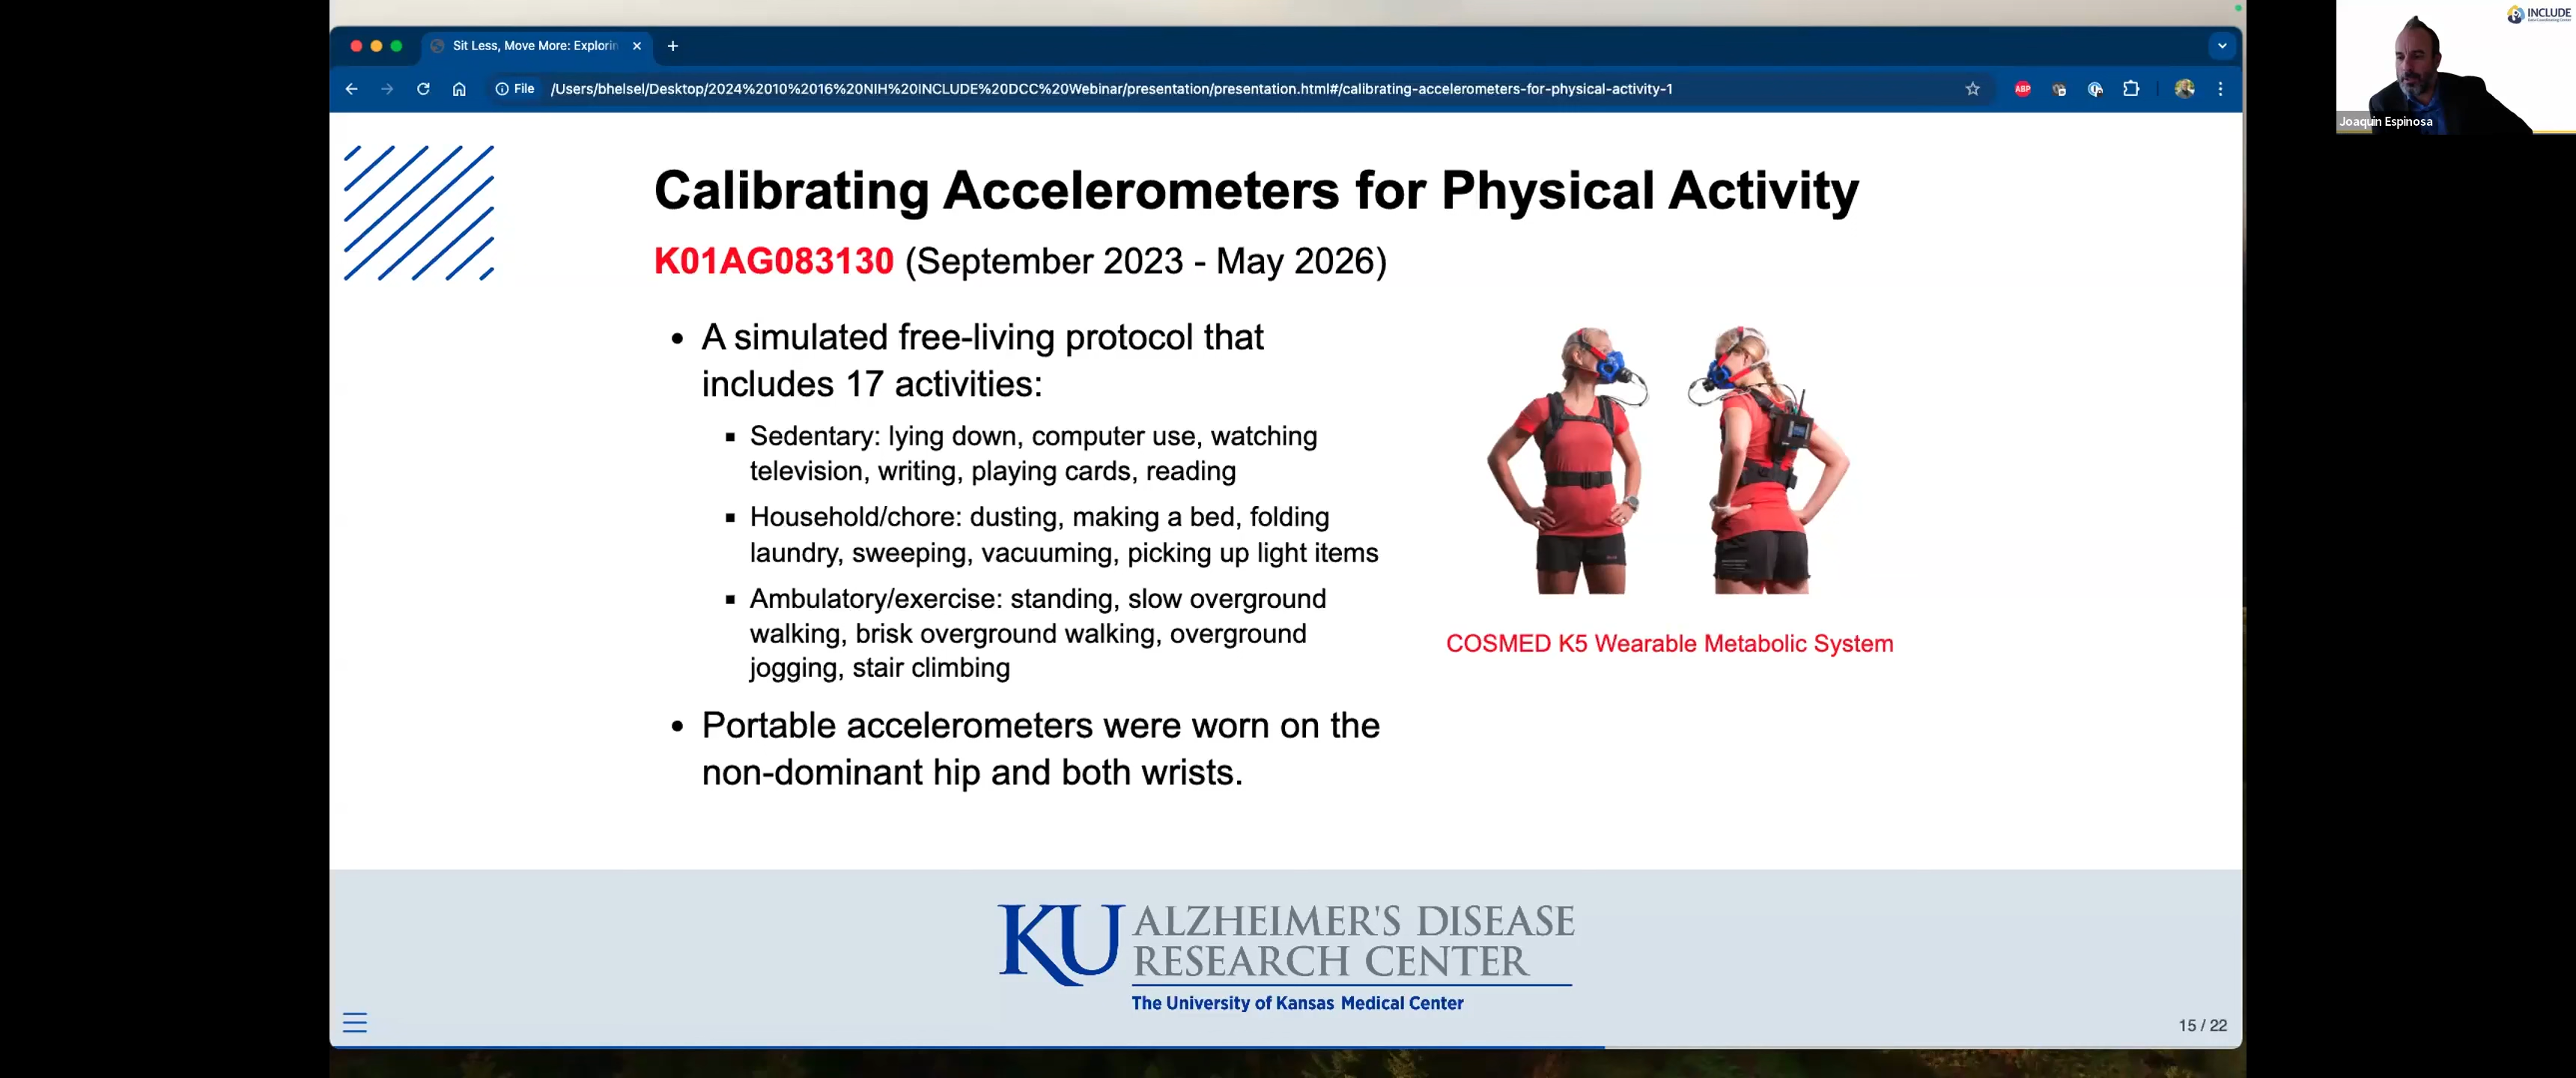 Sit Less, Move More: Explorin
File
/Users/bhelsel/Desktop/2024%2010%2016%20NIH%20INCLUDE%20DCC%20Webinar/presentation/presentation.html#/calibrating-accelerometers-for-physical-activity-1
ABP
INCLUDE
Joaquin Espinosa
Calibrating Accelerometers for Physical Activity
K01AG083130 (September 2023 - May 2026)
• A simulated free-living protocol that
includes 17 activities:
▪ Sedentary: lying down, computer use, watching
television, writing, playing cards, reading
▪ Household/chore: dusting, making a bed, folding
laundry, sweeping, vacuuming, picking up light items
▪ Ambulatory/exercise: standing, slow overground
walking, brisk overground walking, overground
jogging, stair climbing
• Portable accelerometers were worn on the
non-dominant hip and both wrists.
COSMED K5 Wearable Metabolic System
KU ALZHEIMER'S DISEASE
RESEARCH CENTER
The University of Kansas Medical Center
15 / 22